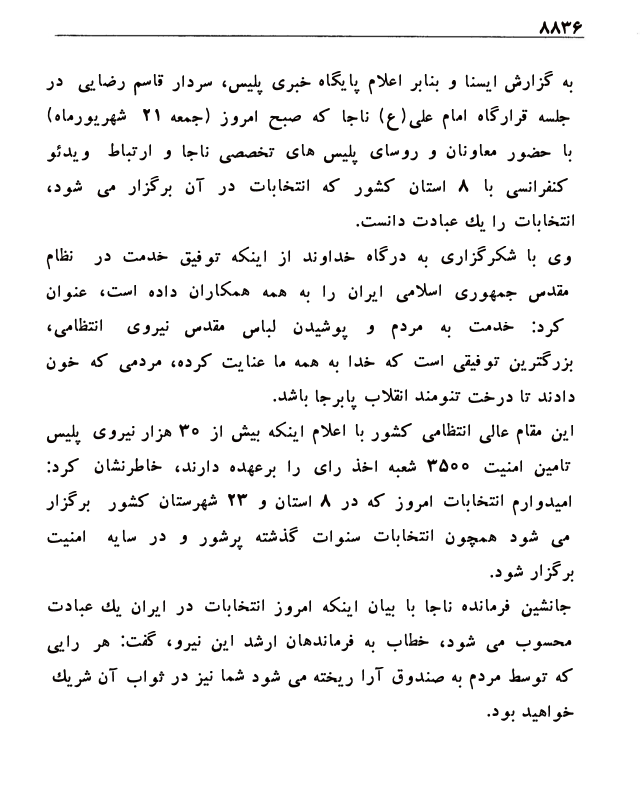 ۸۸۳۶
به گزارش ایسنا و بنابر اعلام پایگاه خبری پلیس، سردار قاسم رضایی در
جلسه قرارگاه امام علی(ع) ناجا که صبح امروز (جمعه ۲۱ شهریورماه)
با حضور معاونان و روسای پلیس های تخصصی ناجا و ارتباط ویدئو
کنفرانسی با ۸ استان کشور که انتخابات در آن برگزار می شود،
انتخابات را یك عبادت دانست.
وی با شکرگزاری به درگاه خداوند از اینکه توفیق خدمت در نظام
مقدس جمهوری اسلامی ایران را به همه همکاران داده است، عنوان
کرد: خدمت به مردم و پوشیدن لباس مقدس نیروی انتظامی،
بزرگترین توفیقی است که خدا به همه ما عنایت کرده، مردمی که خون
دادند تا درخت تنومند انقلاب پابرجا باشد.
این مقام عالی انتظامی کشور با اعلام اینکه بیش از ۳۰ هزار نیروی پلیس
تامین امنیت ۳۵۰۰ شعبه اخذ رای را برعهده دارند، خاطرنشان کرد:
امیدوارم انتخابات امروز که در ۸ استان و ۲۳ شهرستان کشور برگزار
می شود همچون انتخابات سنوات گذشته پرشور و در سایه امنیت
برگزار شود.
جانشین فرمانده ناجا با بیان اینکه امروز انتخابات در ایران یك عبادت
محسوب می شود، خطاب به فرماندهان ارشد این نیرو، گفت: هر رایی
که توسط مردم به صندوق آرا ریخته می شود شما نیز در ثواب آن شریك
خواهید بود.